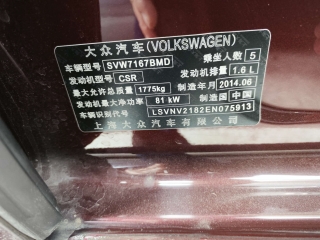 大众汽车(VOLKSWAGEN)
车辆型号 SVW7167BMD 乘坐人数 5
发动机型号 CSR 发动机排量 1.6 L
最大允许总质量 1775kg 制造年月 2014.06
发动机最大净功率 81 kW 制造国 中国
车辆识别代号 LSVNV2182EN075913
上海大众汽车有限公司